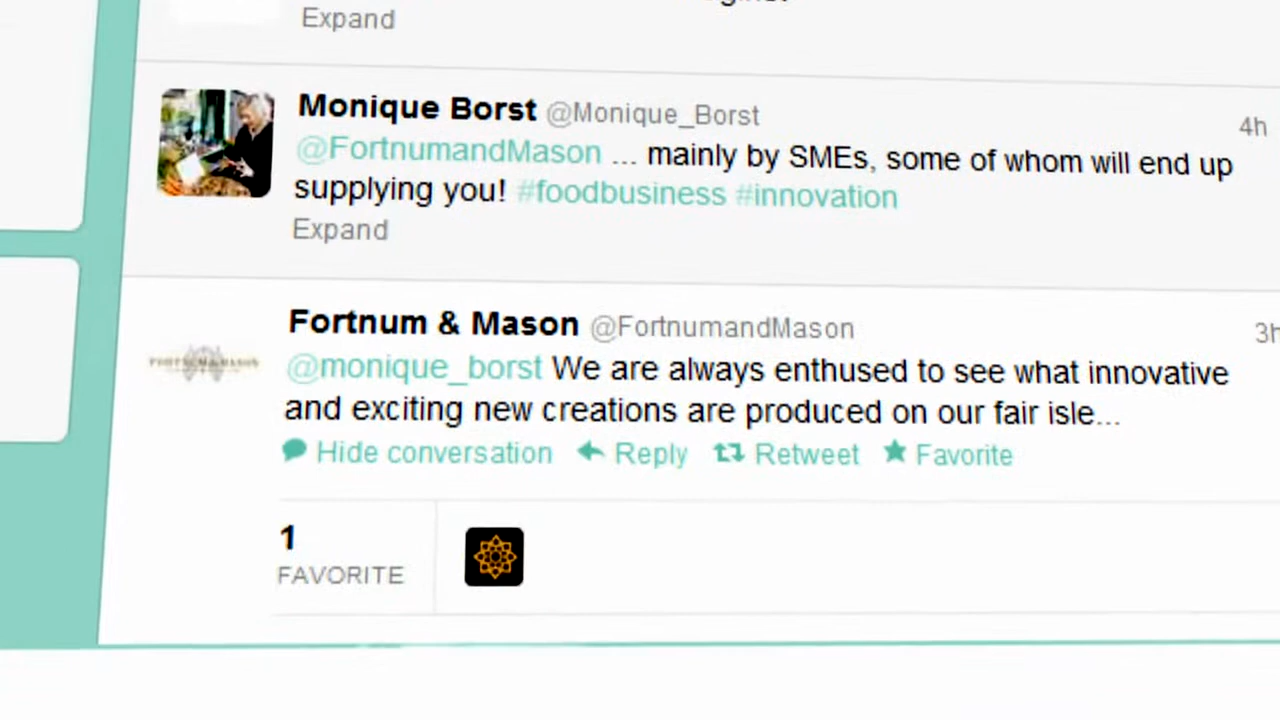 Expand
Monique Borst @Monique_Borst 4h
@FortnumandMason ... mainly by SMEs, some of whom will end up
supplying you! #foodbusiness #innovation
Expand
Fortnum & Mason @FortnumandMason 3h
FORTNUM & MASON
@monique_borst We are always enthused to see what innovative
and exciting new creations are produced on our fair isle...
Hide conversation Reply Retweet Favorite
1
FAVORITE